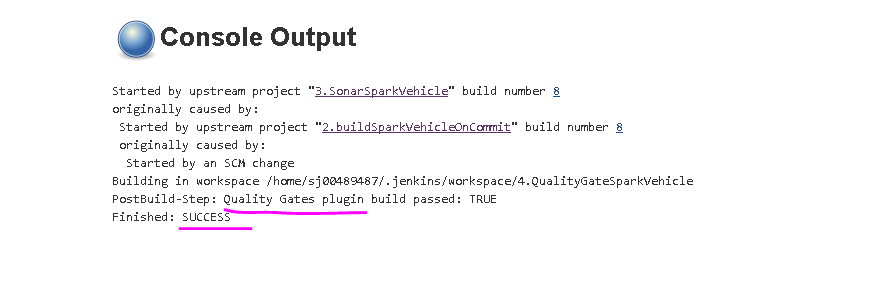 Console Output
Started by upstream project "3.SonarSparkVehicle" build number 8
originally caused by:
Started by upstream project "2.buildSparkVehicleOnCommit" build number 8
originally caused by:
Started by an SCM change
Building in workspace /home/sj00489487/.jenkins/workspace/4.QualityGateSparkVehicle
PostBuild-Step: Quality Gates plugin build passed: TRUE
Finished: SUCCESS